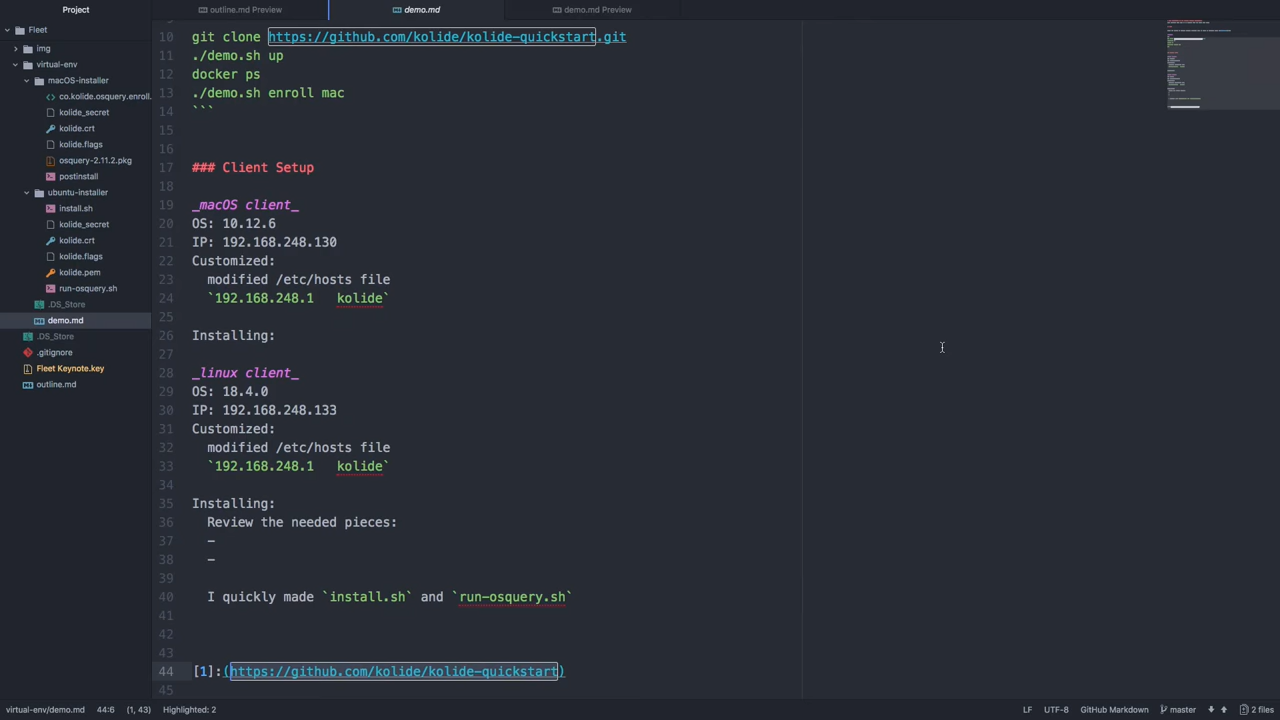 Project
outline.md Preview
demo.md
demo.md Preview
Fleet
img
virtual-env
macOS-installer
co.kolide.osquery.enroll.
kolide_secret
kolide.crt
kolide.flags
osquery-2.11.2.pkg
postinstall
ubuntu-installer
install.sh
kolide_secret
kolide.crt
kolide.flags
kolide.pem
run-osquery.sh
.DS_Store
demo.md
.DS_Store
.gitignore
Fleet Keynote.key
outline.md
10 git clone https://github.com/kolide/kolide-quickstart.git
11 ./demo.sh up
12 docker ps
13 ./demo.sh enroll mac
14 ```
15
16
17 ### Client Setup
18
19 _macOS client_
20 OS: 10.12.6
21 IP: 192.168.248.130
22 Customized:
23 modified /etc/hosts file
24 `192.168.248.1   kolide`
25
26 Installing:
27
28 _linux client_
29 OS: 18.4.0
30 IP: 192.168.248.133
31 Customized:
32 modified /etc/hosts file
33 `192.168.248.1   kolide`
34
35 Installing:
36 Review the needed pieces:
37 –
38 –
39
40 I quickly made `install.sh` and `run-osquery.sh`
41
42
43
44 [1]:(https://github.com/kolide/kolide-quickstart)
45
virtual-env/demo.md 44:6 (1, 43) Highlighted: 2 LF UTF-8 GitHub Markdown master 2 files